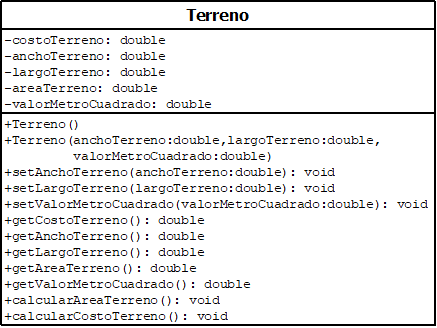 Terreno
-costoTerreno: double
-anchoTerreno: double
-largoTerreno: double
-areaTerreno: double
-valorMetroCuadrado: double
+Terreno()
+Terreno(anchoTerreno:double,largoTerreno:double,
valorMetroCuadrado:double)
+setAnchoTerreno(anchoTerreno:double): void
+setLargoTerreno(largoTerreno:double): void
+setValorMetroCuadrado(valorMetroCuadrado:double): void
+getCostoTerreno(): double
+getAnchoTerreno(): double
+getLargoTerreno(): double
+getAreaTerreno(): double
+getValorMetroCuadrado(): double
+calcularAreaTerreno(): void
+calcularCostoTerreno(): void